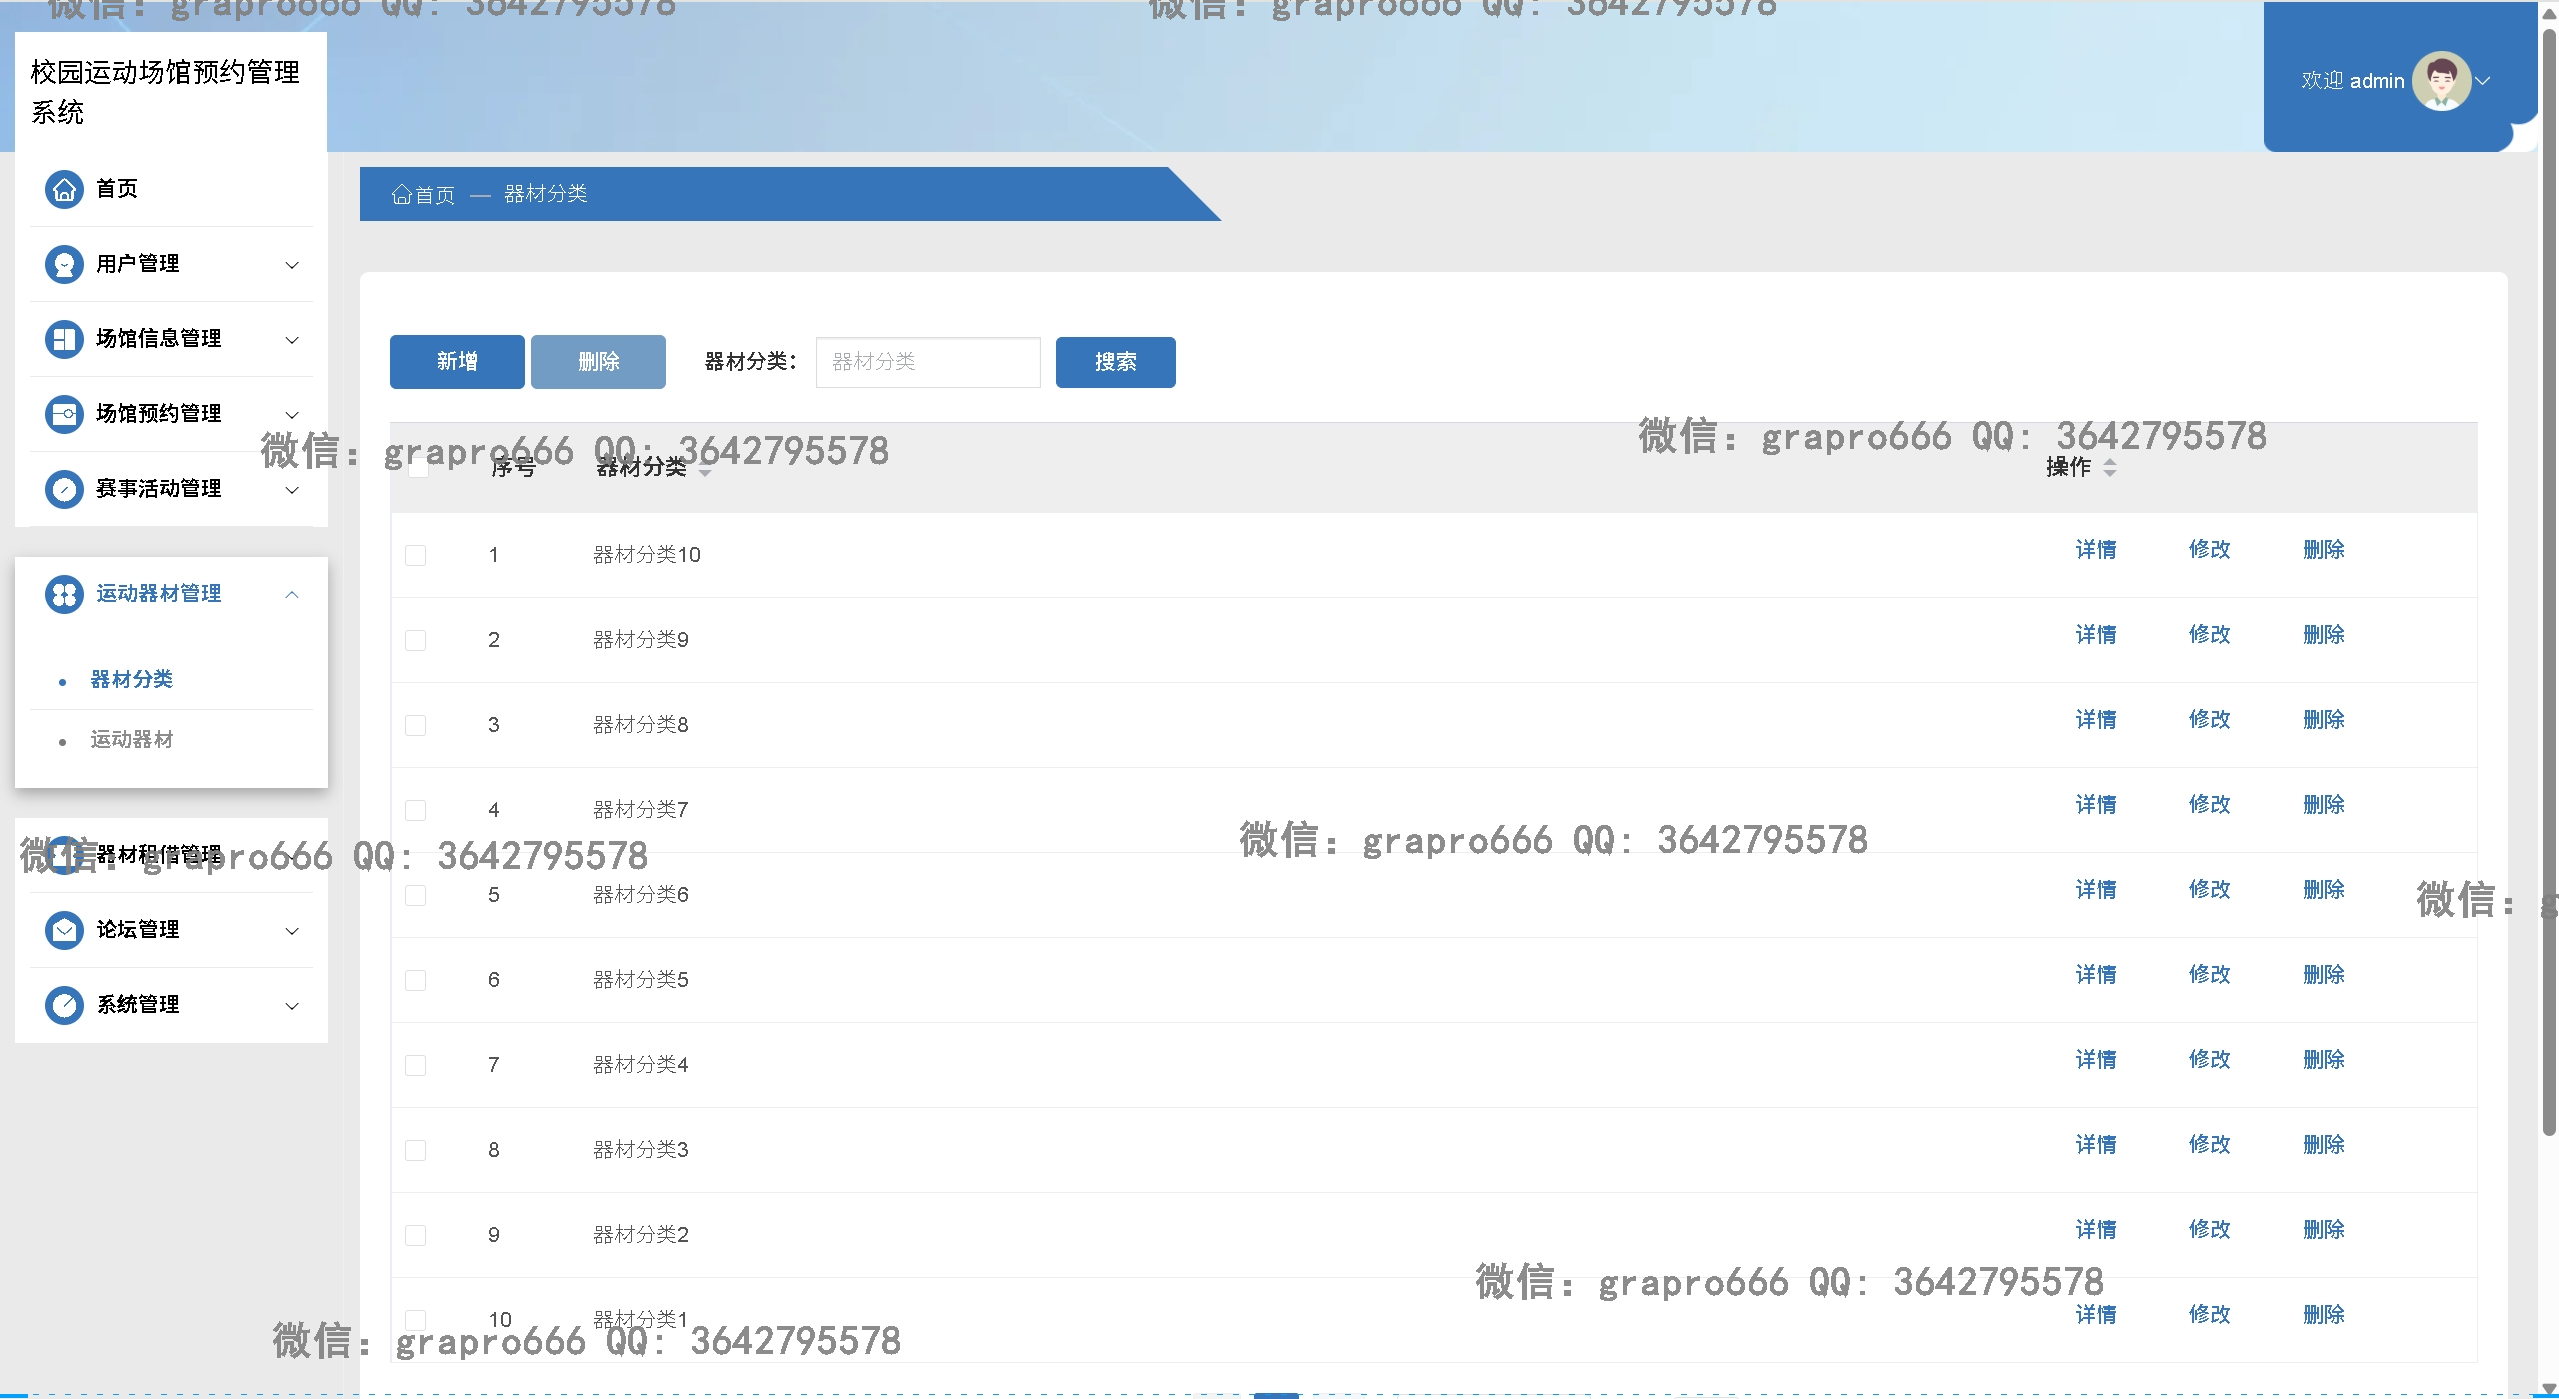 微信: grapro666 QQ: 3642795578
微信: grapro666 QQ: 3642795578
校园运动场馆预约管理
系统
欢迎 admin
首页
用户管理
场馆信息管理
场馆预约管理
赛事活动管理
运动器材管理
器材分类
运动器材
器材租借管理
论坛管理
系统管理
首页 — 器材分类
新增 删除 器材分类: 器材分类 搜索
微信: grapro666 QQ: 3642795578
微信: grapro666 QQ: 3642795578
序号 器材分类 操作
1 器材分类10 详情 修改 删除
2 器材分类9 详情 修改 删除
3 器材分类8 详情 修改 删除
4 器材分类7 详情 修改 删除
微信: grapro666 QQ: 3642795578
微信: grapro666 QQ: 3642795578
5 器材分类6 详情 修改 删除
微信: g
6 器材分类5 详情 修改 删除
7 器材分类4 详情 修改 删除
8 器材分类3 详情 修改 删除
9 器材分类2 详情 修改 删除
微信: grapro666 QQ: 3642795578
10 器材分类1 详情 修改 删除
微信: grapro666 QQ: 3642795578